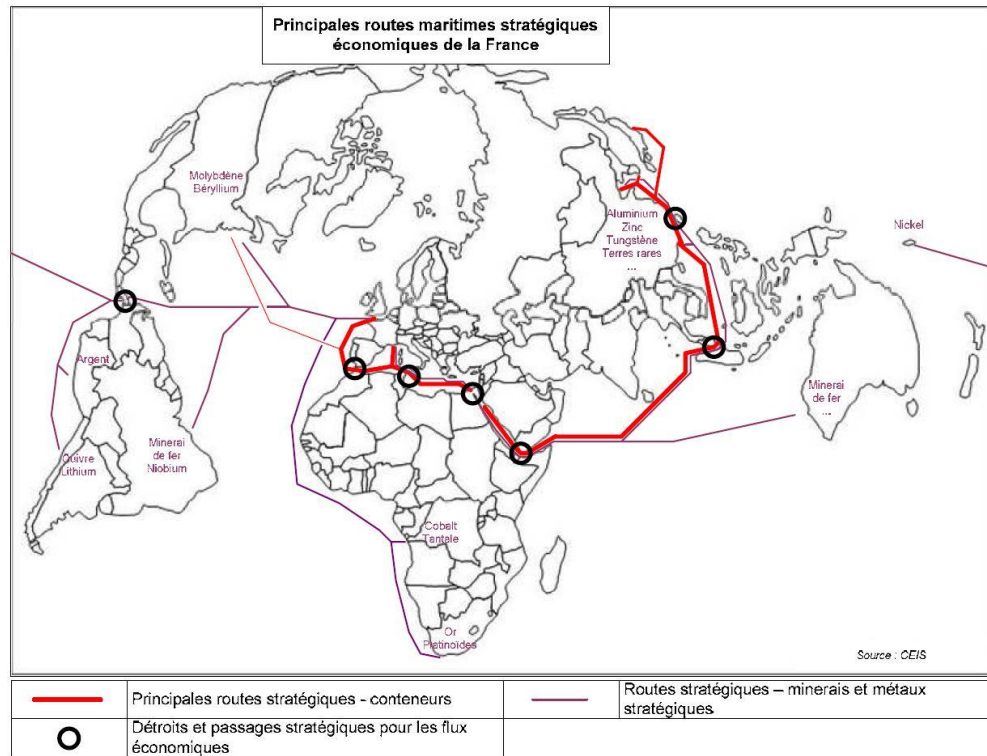 Principales routes maritimes stratégiques
économiques de la France
Molybdène
Béryllium
Aluminium
Zinc
Tungstène
Terres rares
...
Nickel
Argent
Minerai
de fer
...
Minerai
de fer
Niobium
Cuivre
Lithium
Cobalt
Tantale
Or
Platinoïdes
Source : CEIS
Principales routes stratégiques - conteneurs
Routes stratégiques – minerais et métaux
stratégiques
Détroits et passages stratégiques pour les flux
économiques